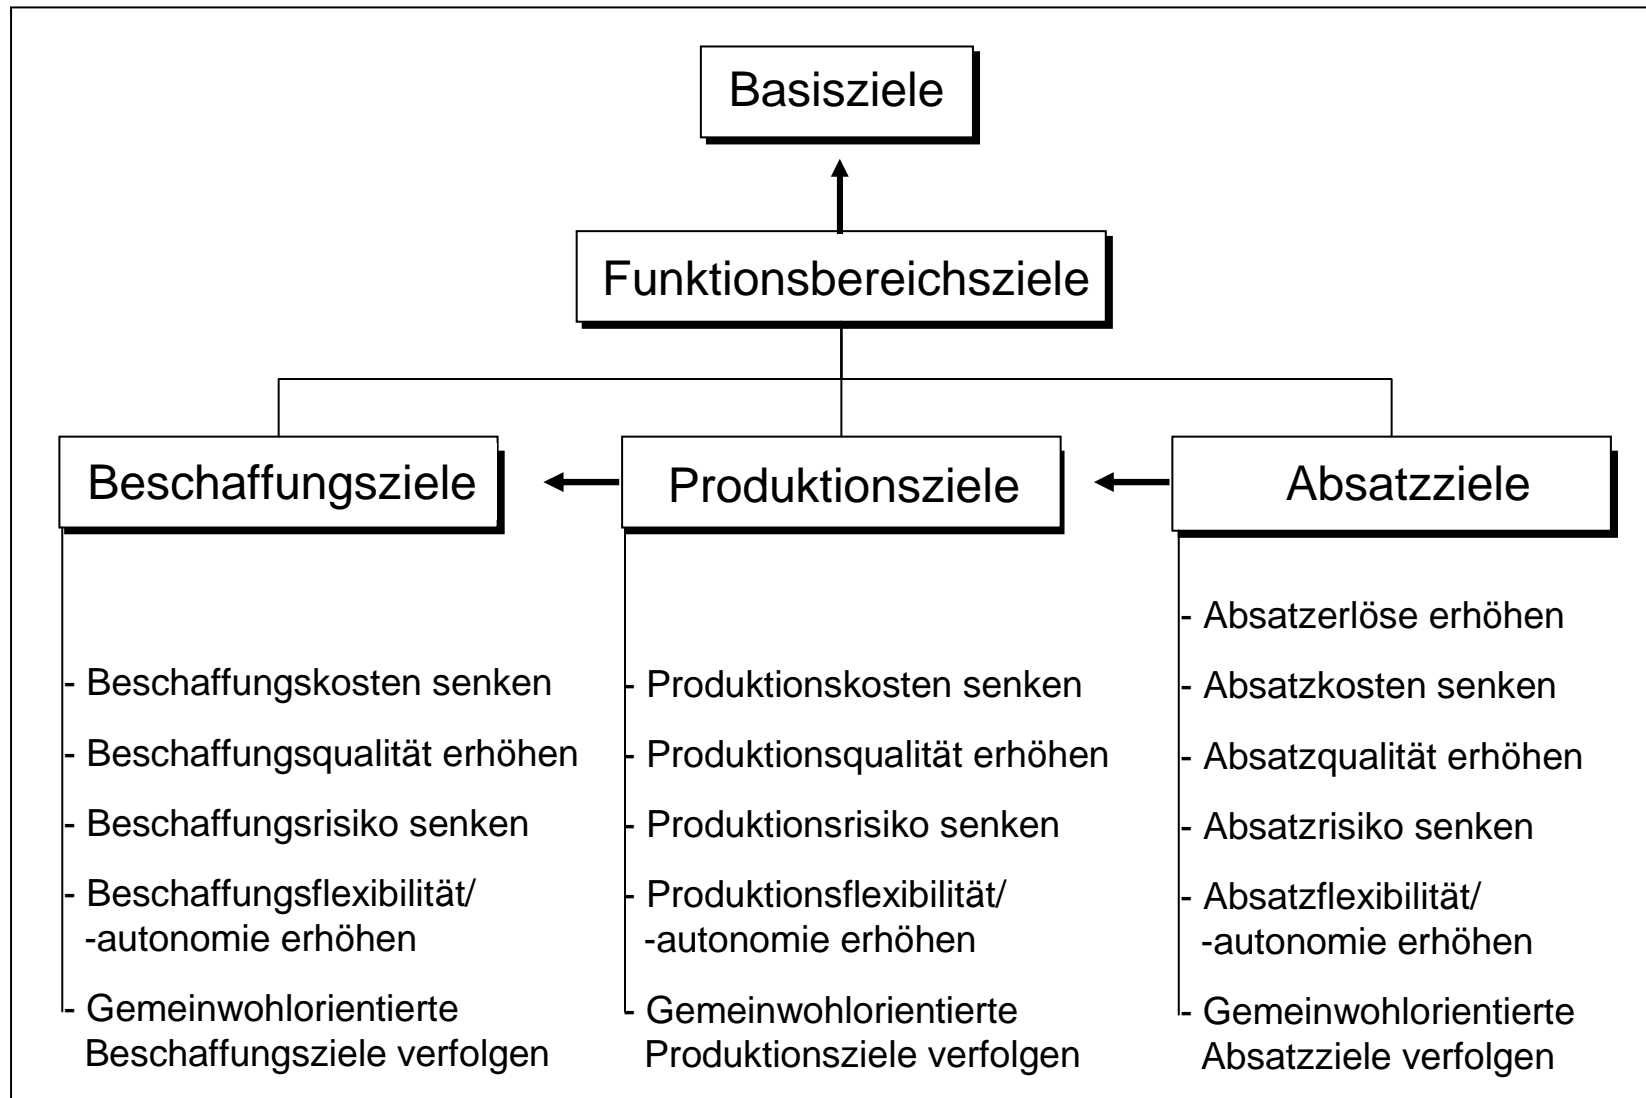 Basisziele
Funktionsbereichsziele
Beschaffungsziele
Produktionsziele
Absatzziele
- Beschaffungskosten senken
- Beschaffungsqualität erhöhen
- Beschaffungsrisiko senken
- Beschaffungsflexibilität/
-autonomie erhöhen
- Gemeinwohlorientierte
Beschaffungsziele verfolgen
- Produktionskosten senken
- Produktionsqualität erhöhen
- Produktionsrisiko senken
- Produktionsflexibilität/
-autonomie erhöhen
- Gemeinwohlorientierte
Produktionsziele verfolgen
- Absatzerlöse erhöhen
- Absatzkosten senken
- Absatzqualität erhöhen
- Absatzrisiko senken
- Absatzflexibilität/
-autonomie erhöhen
- Gemeinwohlorientierte
Absatzziele verfolgen